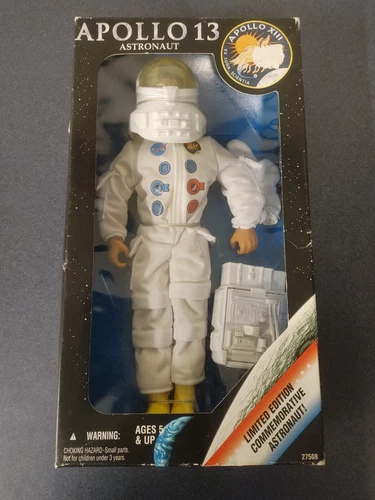 APOLLO 13
ASTRONAUT
APOLLO XIII
EX LUNA, SCIENTIA
LIMITED EDITION
COMMEMORATIVE
ASTRONAUT!
WARNING:
CHOKING HAZARD-Small parts.
Not for children under 3 years.
AGES 5
& UP
27508